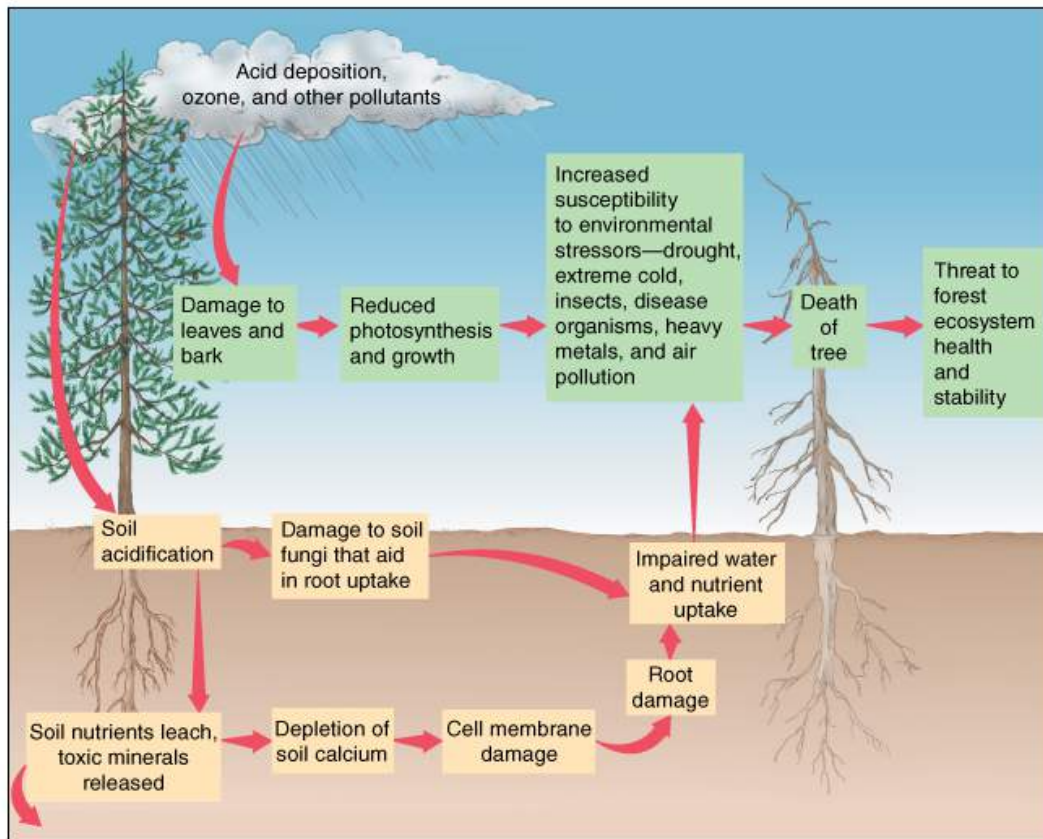 Acid deposition,
ozone, and other pollutants
Damage to
leaves and
bark
Reduced
photosynthesis
and growth
Increased
susceptibility
to environmental
stressors—drought,
extreme cold,
insects, disease
organisms, heavy
metals, and air
pollution
Death of
tree
Threat to
forest
ecosystem
health
and
stability
Soil
acidification
Damage to soil
fungi that aid
in root uptake
Impaired water
and nutrient
uptake
Root
damage
Soil nutrients leach,
toxic minerals
released
Depletion of
soil calcium
Cell membrane
damage